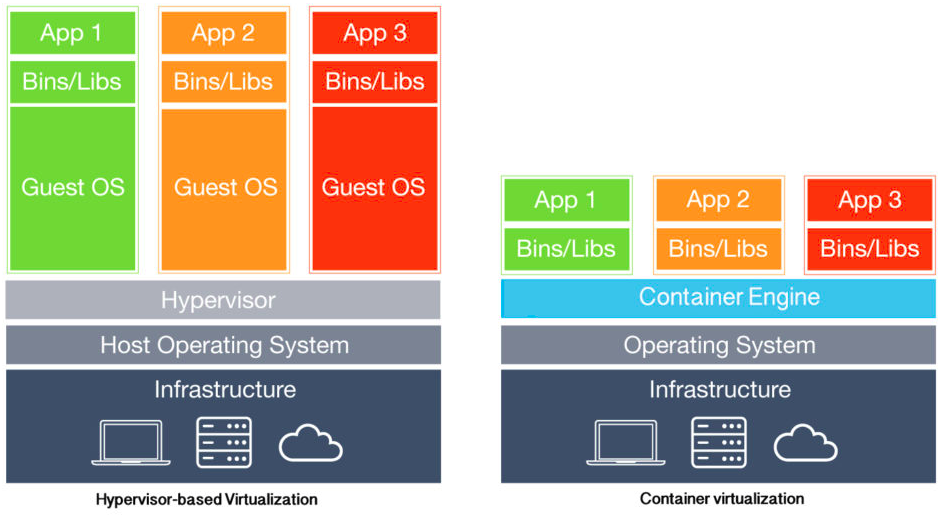 App 1
App 2
App 3
Bins/Libs
Bins/Libs
Bins/Libs
Guest OS
Guest OS
Guest OS
Hypervisor
Host Operating System
Infrastructure
Hypervisor-based Virtualization
App 1
App 2
App 3
Bins/Libs
Bins/Libs
Bins/Libs
Container Engine
Operating System
Infrastructure
Container virtualization